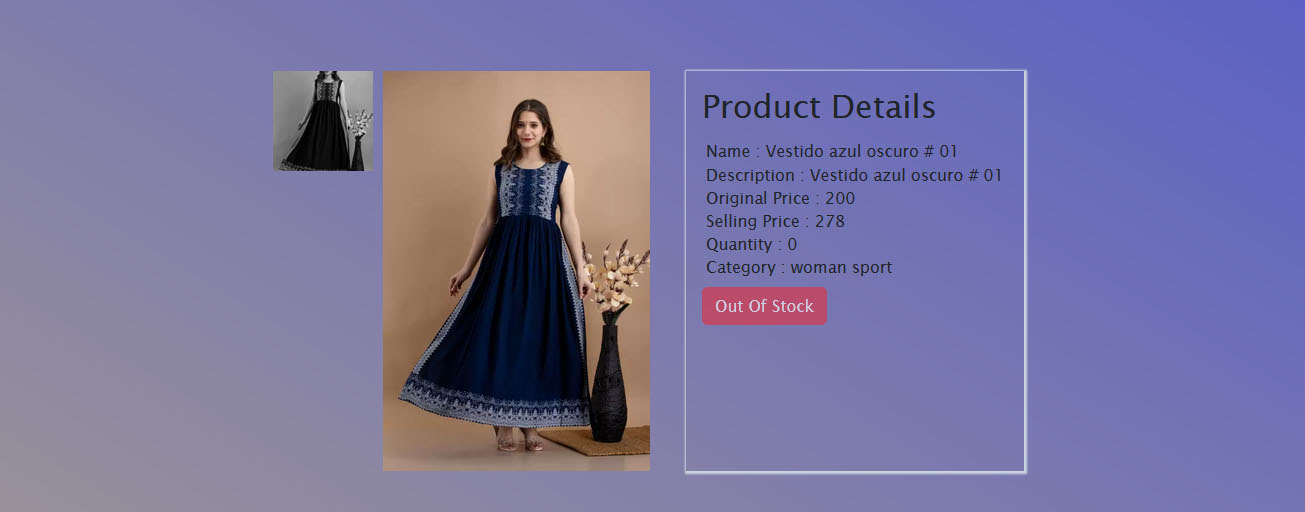 Product Details
Name : Vestido azul oscuro # 01
Description : Vestido azul oscuro # 01
Original Price : 200
Selling Price : 278
Quantity : 0
Category : woman sport
Out Of Stock